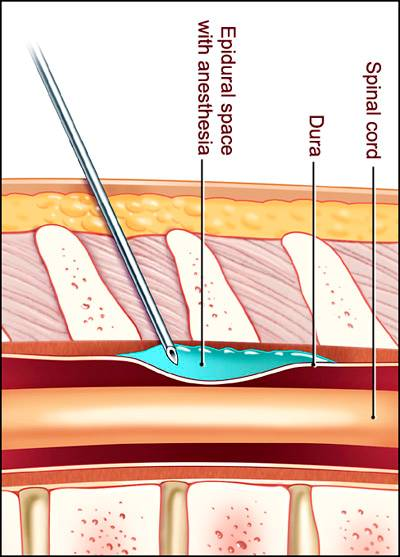 Epidural space
with anesthesia
Dura
Spinal cord